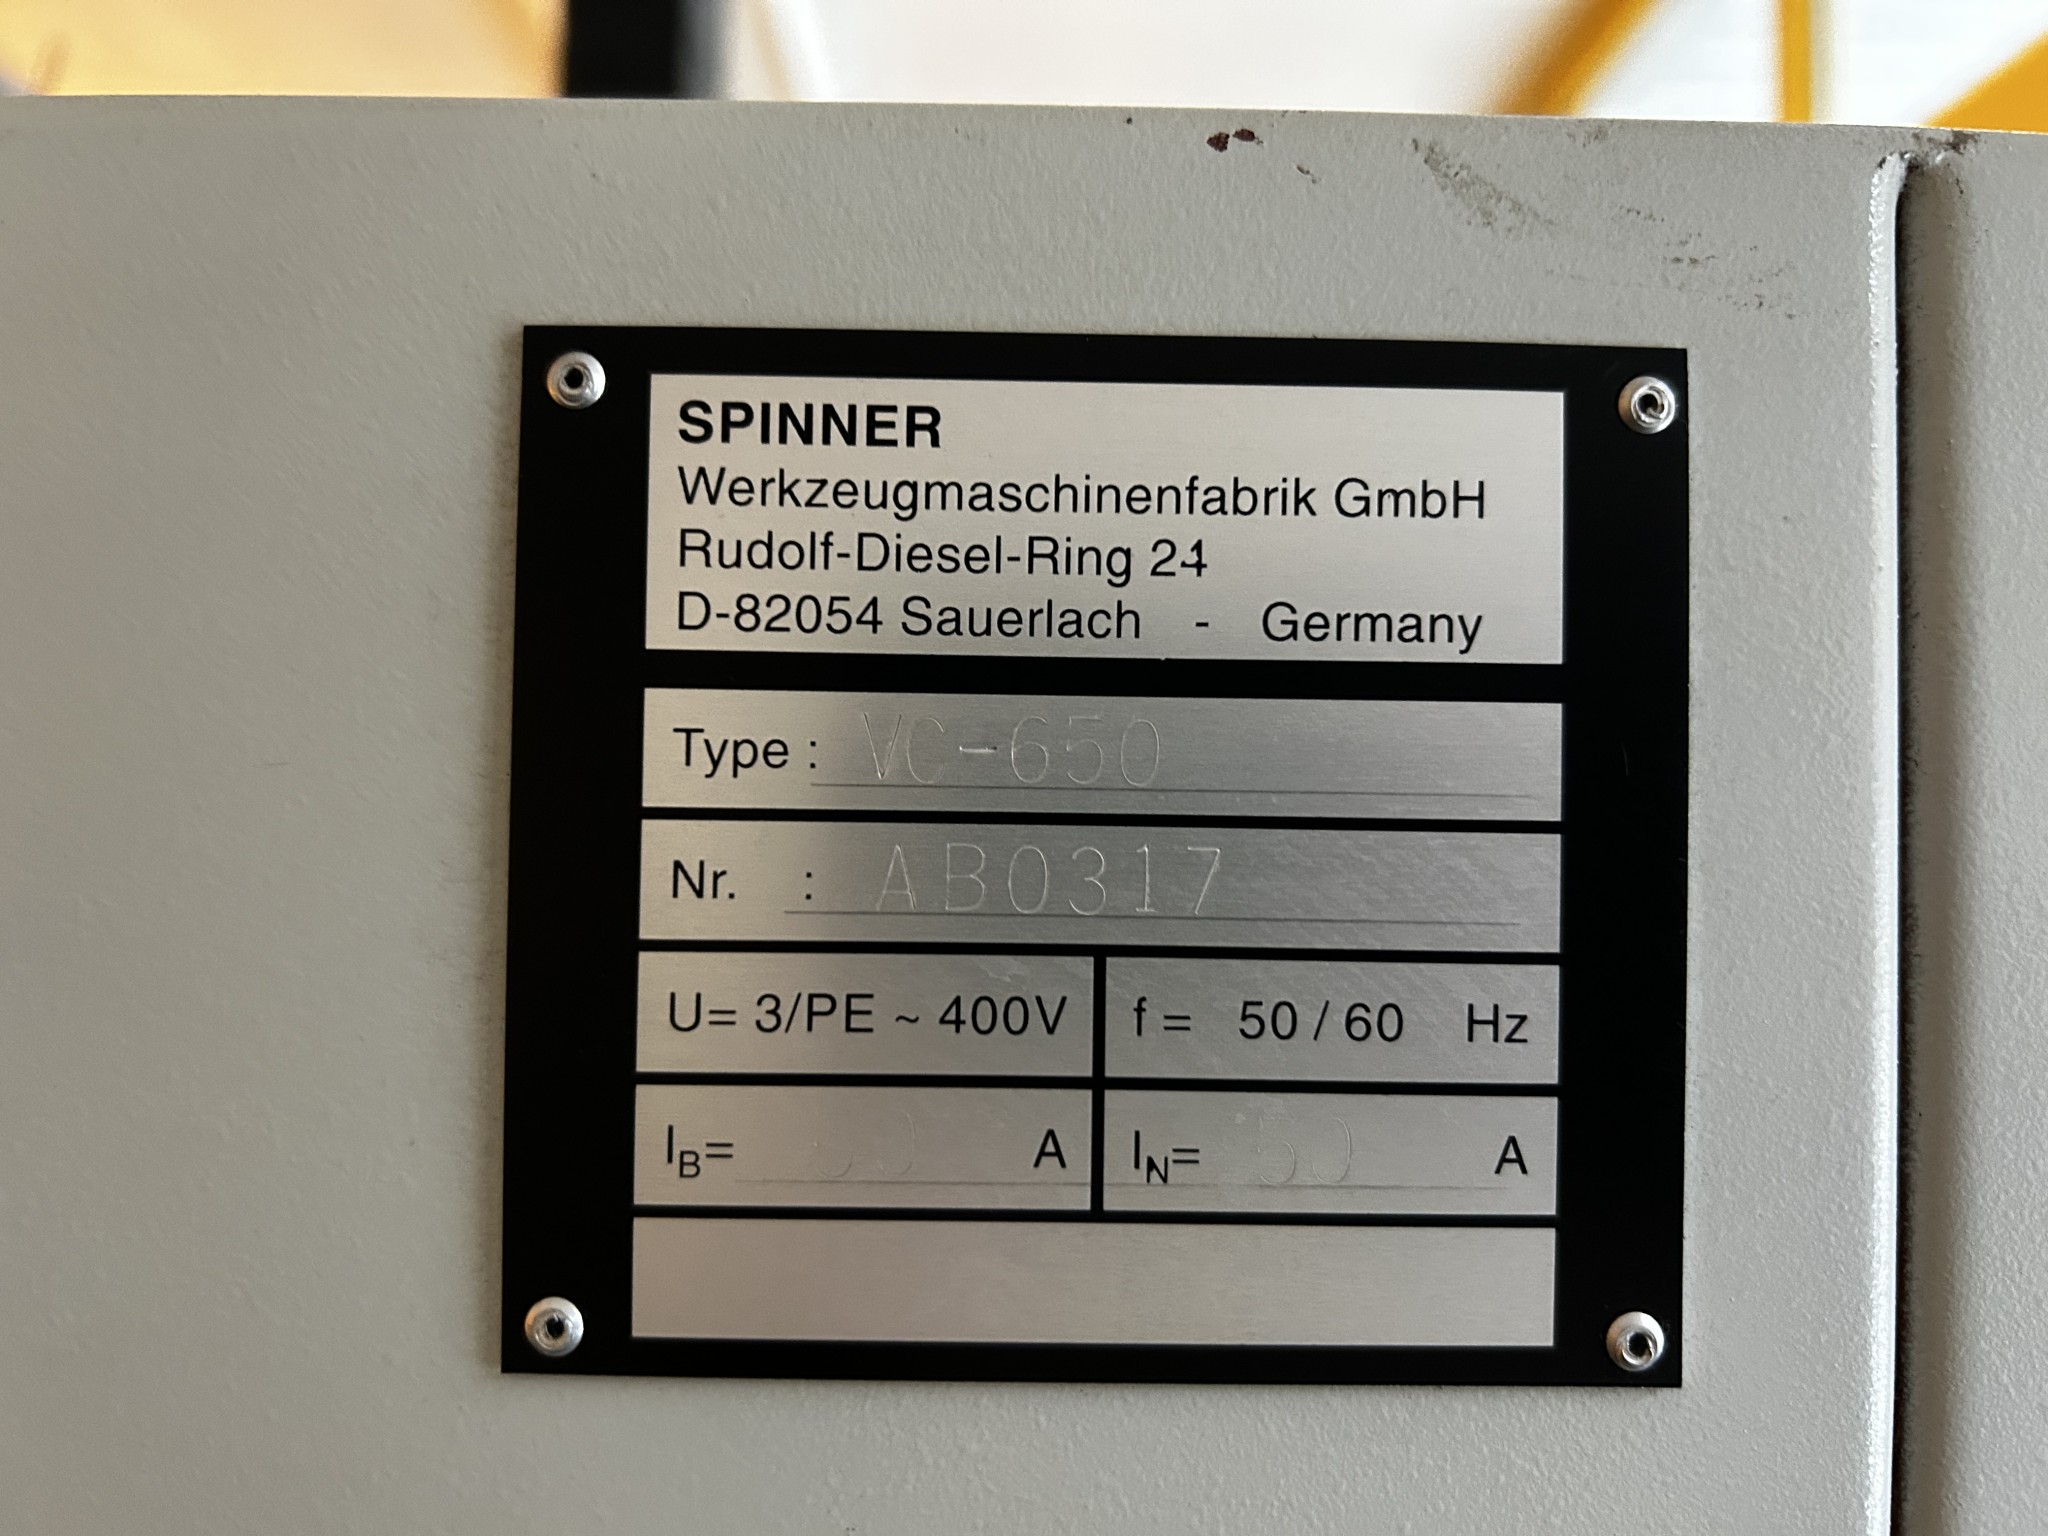 SPINNER
Werkzeugmaschinenfabrik GmbH
Rudolf-Diesel-Ring 24
D-82054 Sauerlach - Germany
Type : VC-650
Nr. : AB0317
U= 3/PE ~ 400V
f = 50 / 60 Hz
IB= A
IN= 50 A